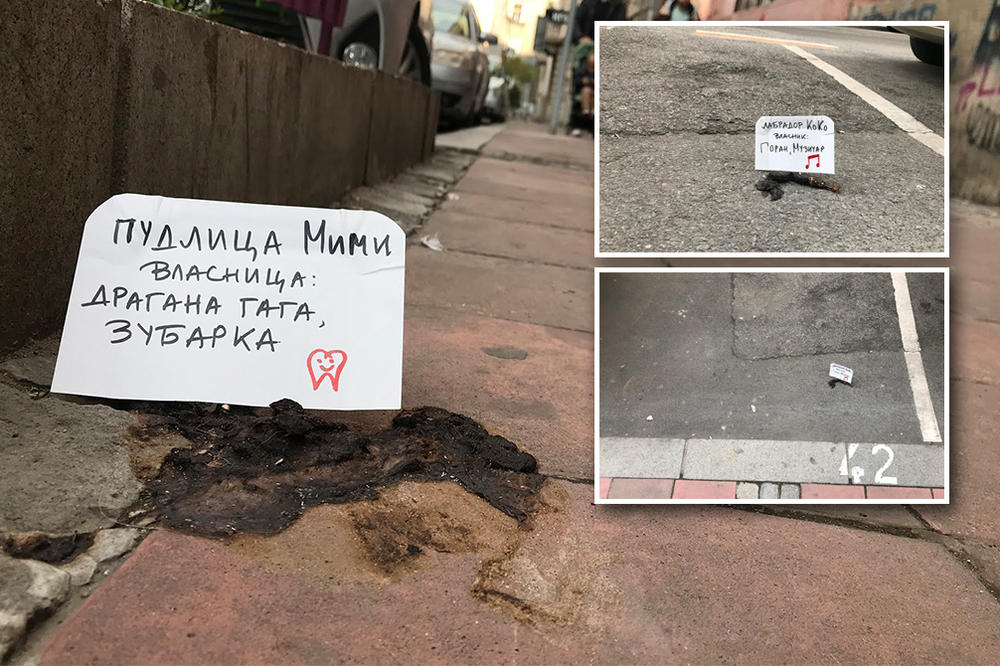 ПУДЛИЦА МИМИ
ВЛАСНИЦА:
ДРАГАНА ГАГА,
ЗУБАРКА
ЛАБРАДОР КОКО
ВЛАСНИК:
ГОРАН, МУЗИЧАР
42